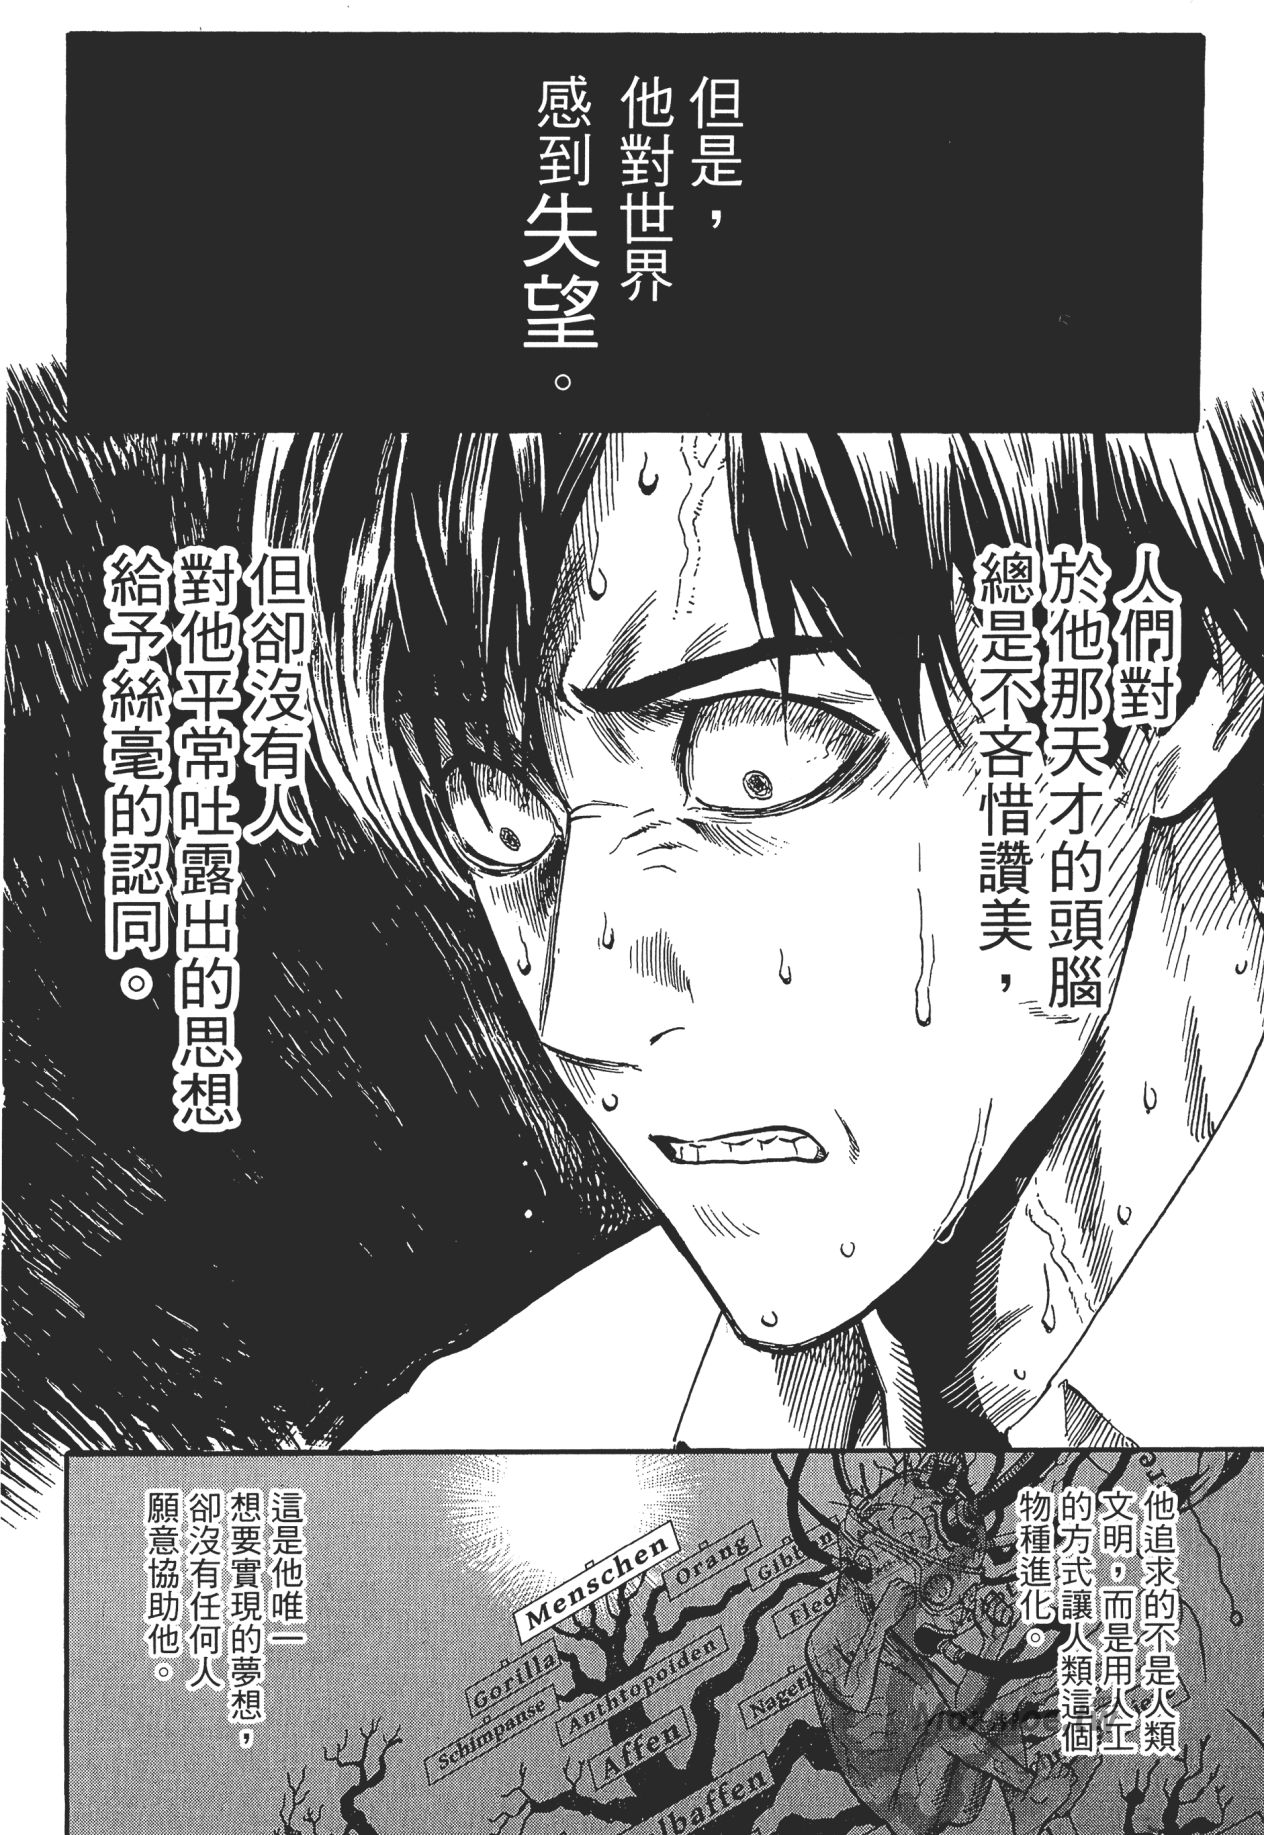 但是，
他對世界
感到失望。
人們對
於他那天才的頭腦
總是不吝惜讚美，
但卻沒有人
對他平常吐露出的思想
給予絲毫的認同。
他追求的不是人類
文明，而是用人工
的方式讓人類這個
物種進化。
這是他唯一
想要實現的夢想，
卻沒有任何人
願意協助他。
Menschen
Orang
Gibbon
Gorilla
Schimpanse
Anthtopoiden
Affen